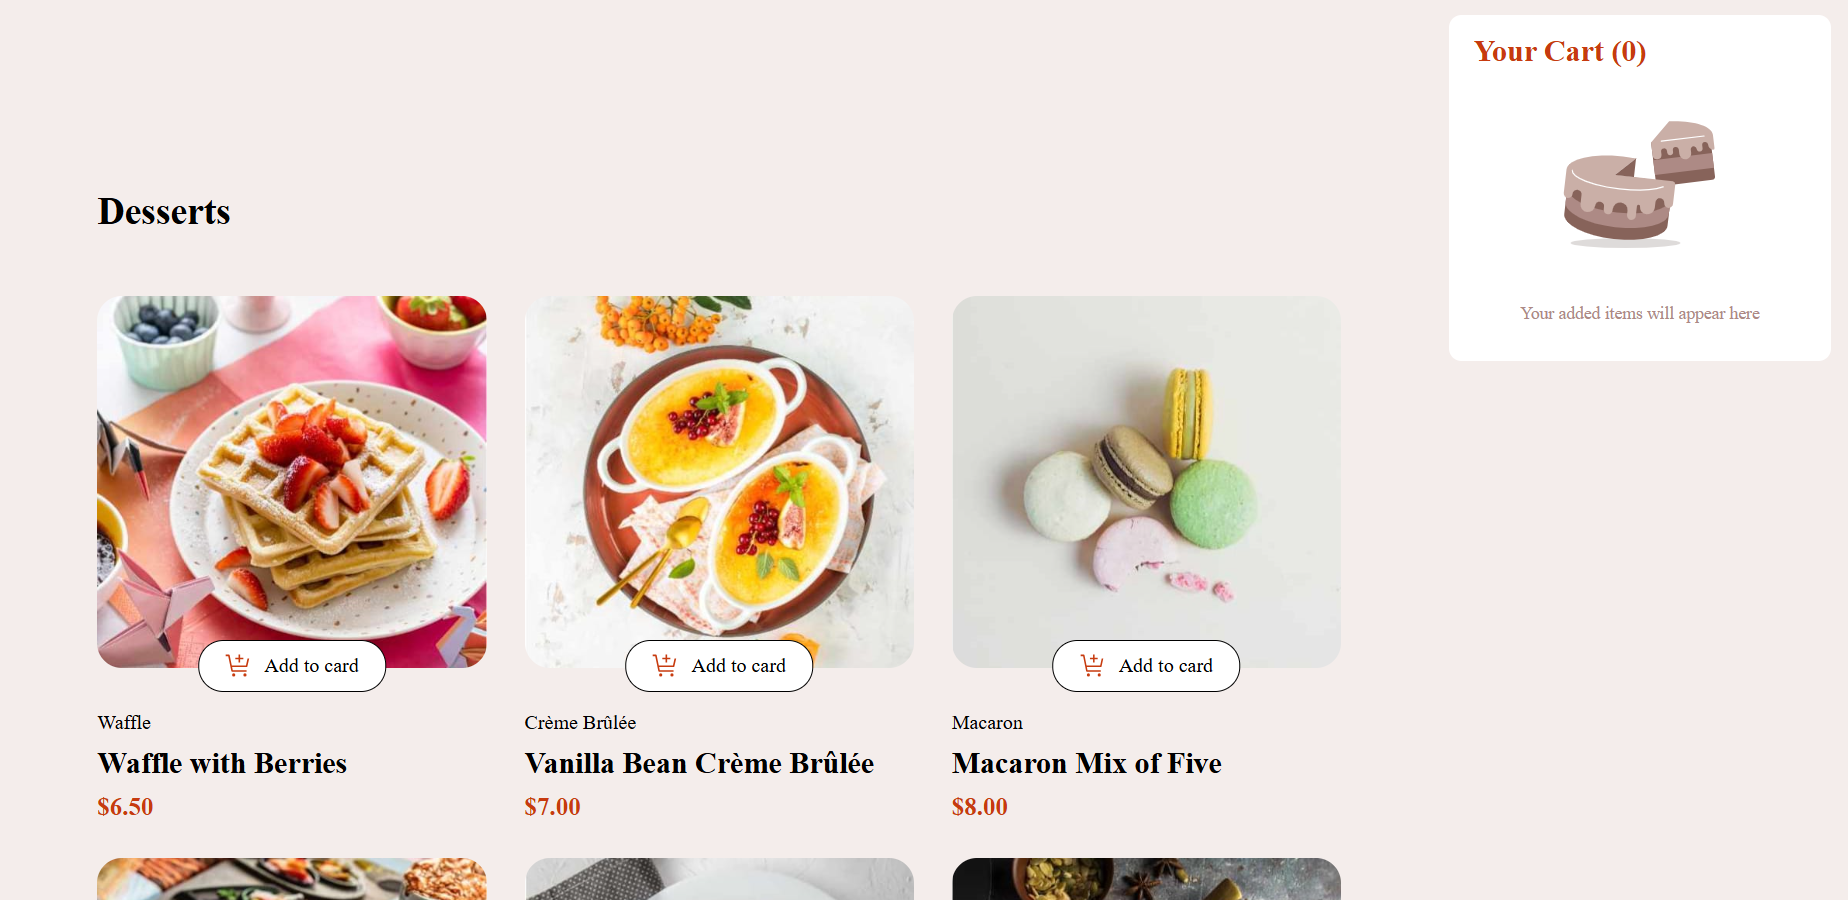 Your Cart (0)
Your added items will appear here
Desserts
Add to card
Waffle
Waffle with Berries
$6.50
Add to card
Crème Brûlée
Vanilla Bean Crème Brûlée
$7.00
Add to card
Macaron
Macaron Mix of Five
$8.00